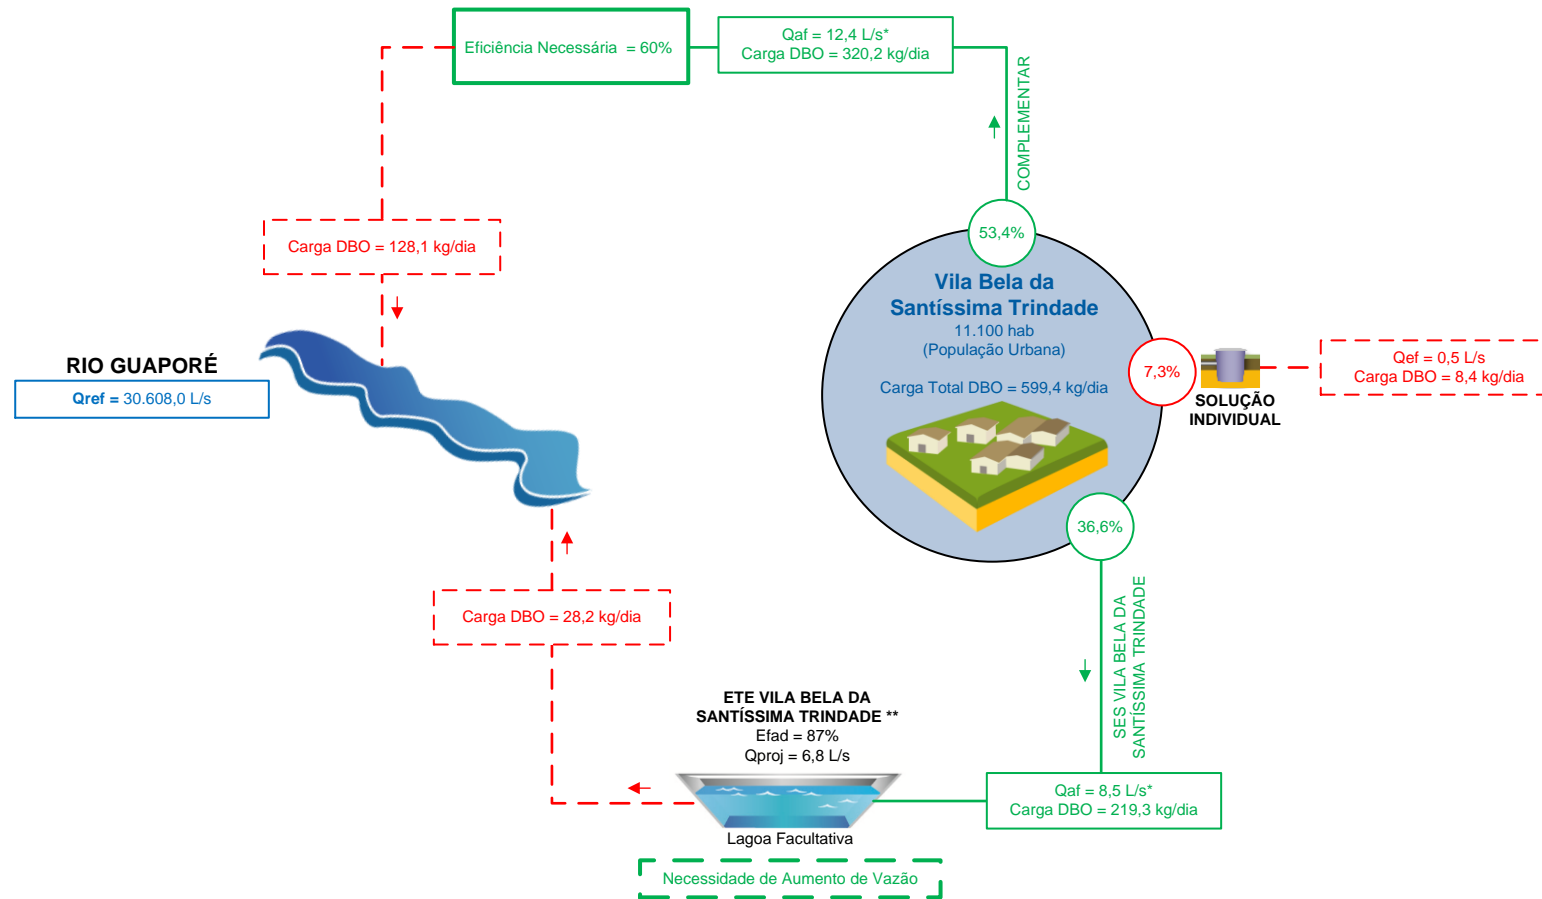 Eficiência Necessária = 60%
Qaf = 12,4 L/s*
Carga DBO = 320,2 kg/dia
COMPLEMENTAR
53,4%
Carga DBO = 128,1 kg/dia
Vila Bela da
Santíssima Trindade
11.100 hab
(População Urbana)
Carga Total DBO = 599,4 kg/dia
RIO GUAPORÉ
Qref = 30.608,0 L/s
7,3%
SOLUÇÃO
INDIVIDUAL
Qef = 0,5 L/s
Carga DBO = 8,4 kg/dia
36,6%
SES VILA BELA DA
SANTÍSSIMA TRINDADE
Carga DBO = 28,2 kg/dia
ETE VILA BELA DA
SANTÍSSIMA TRINDADE **
Efad = 87%
Qproj = 6,8 L/s
Lagoa Facultativa
Qaf = 8,5 L/s*
Carga DBO = 219,3 kg/dia
Necessidade de Aumento de Vazão